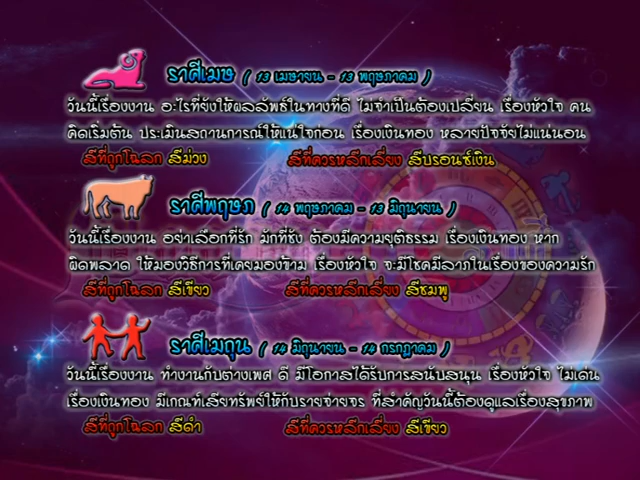 ราศีเมษ ( 13 เมษายน - 13 พฤษภาคม )
วันนี้เรื่องงาน อะไรที่ยังให้ผลลัพธ์ในทางที่ดี ไม่จำเป็นต้องเปลี่ยน เรื่องหัวใจ คน
คิดเริ่มต้น ประเมินสถานการณ์ให้แน่ใจก่อน เรื่องเงินทอง หลายปัจจัยไม่แน่นอน
สีที่ถูกโฉลก สีม่วง สีที่ควรหลีกเลี่ยง สีบรอนซ์เงิน
ราศีพฤษภ ( 14 พฤษภาคม - 13 มิถุนายน )
วันนี้เรื่องงาน อย่าเลือกที่รัก มักที่ชัง ต้องมีความยุติธรรม เรื่องเงินทอง หาก
ผิดพลาด ให้มองวิธีการที่เคยมองข้าม เรื่องหัวใจ จะมีโชคมีลาภในเรื่องของความรัก
สีที่ถูกโฉลก สีเขียว สีที่ควรหลีกเลี่ยง สีชมพู
ราศีเมถุน ( 14 มิถุนายน - 14 กรกฎาคม )
วันนี้เรื่องงาน ทำงานกับต่างเพศ ดี มีโอกาสได้รับการสนับสนุน เรื่องหัวใจ ไม่เด่น
เรื่องเงินทอง มีเกณฑ์เสียทรัพย์ให้กับรายจ่ายจร ที่สำคัญวันนี้ต้องดูแลเรื่องสุขภาพ
สีที่ถูกโฉลก สีดำ สีที่ควรหลีกเลี่ยง สีเขียว